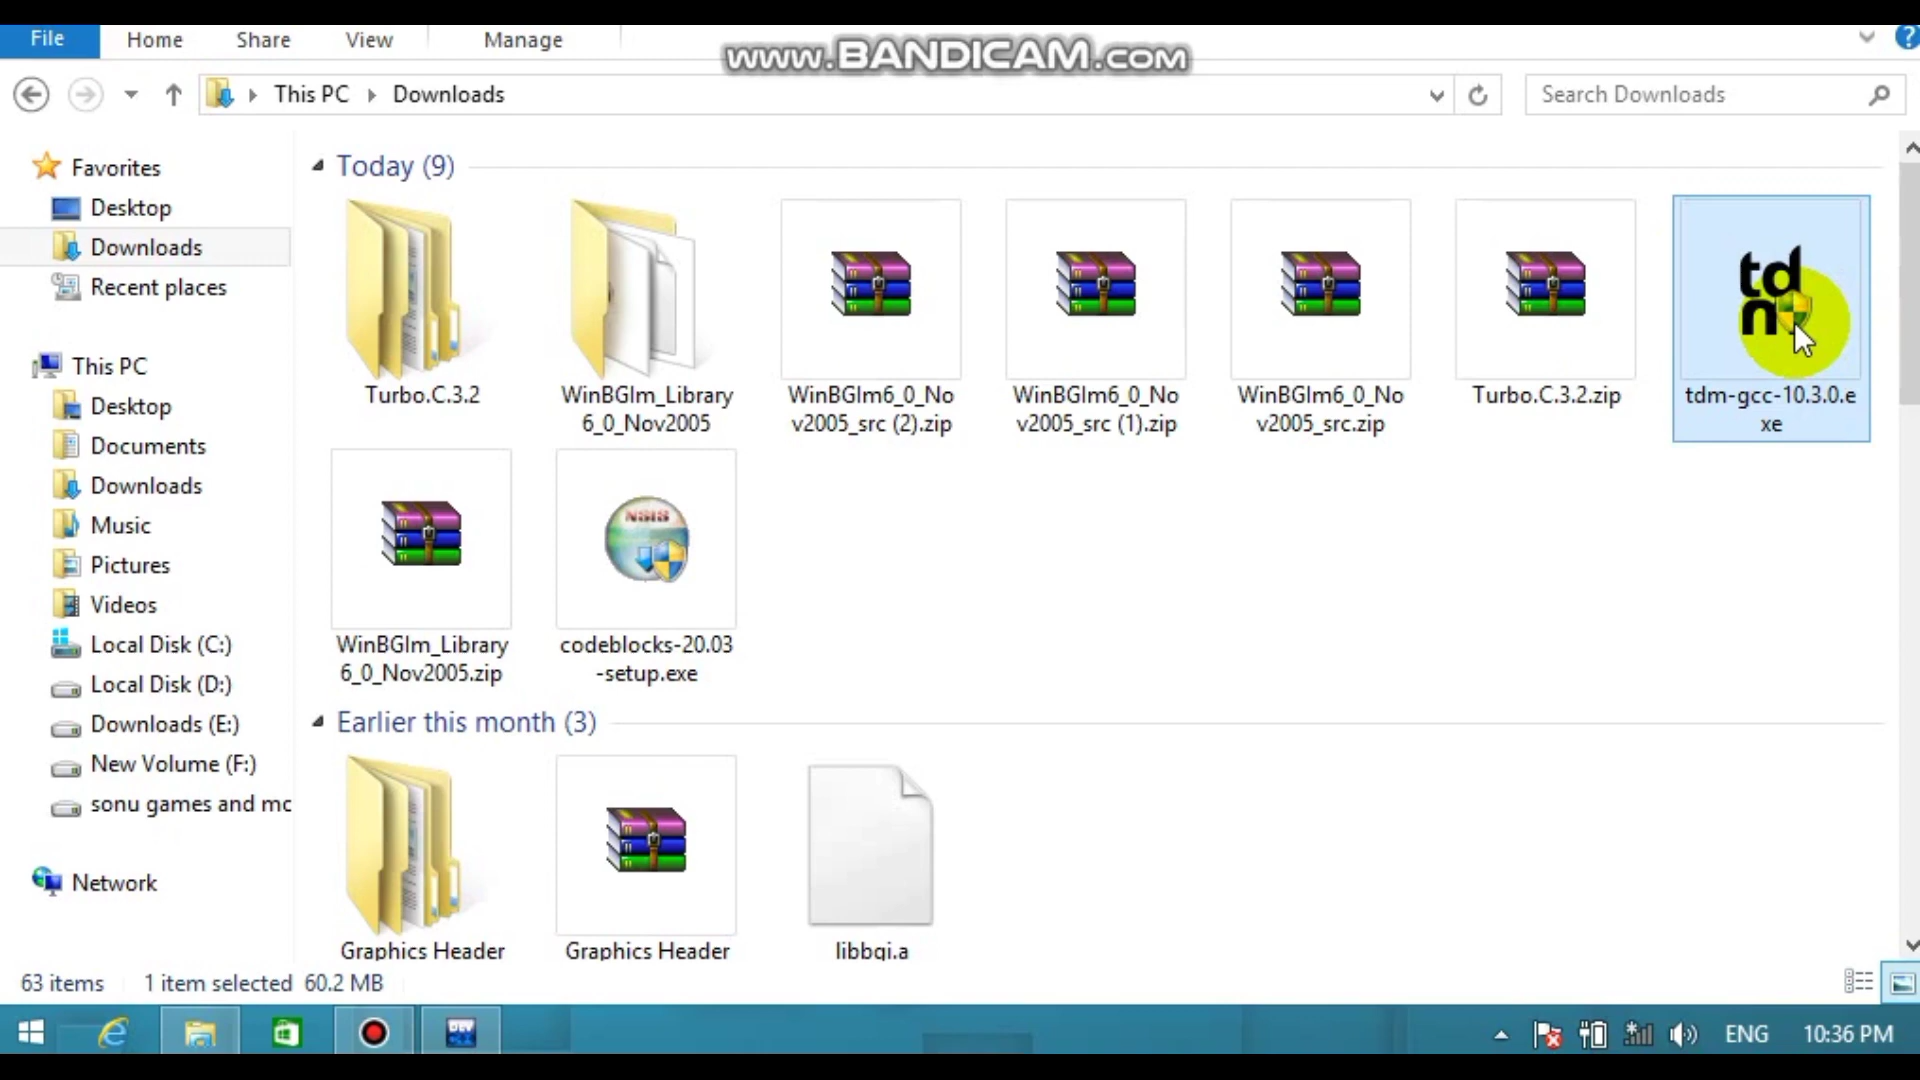 File
Home
Share
View
Manage
www.BANDICAM.com
?
This PC
Downloads
Search Downloads
Favorites
Desktop
Downloads
Recent places
This PC
Desktop
Documents
Downloads
Music
Pictures
Videos
Local Disk (C:)
Local Disk (D:)
Downloads (E:)
New Volume (F:)
sonu games and mo
Network
Today (9)
Turbo.C.3.2
WinBGIm_Library
6_0_Nov2005
WinBGIm6_0_No
v2005_src (2).zip
WinBGIm6_0_No
v2005_src (1).zip
WinBGIm6_0_No
v2005_src.zip
Turbo.C.3.2.zip
td
tdm-gcc-10.3.0.e
xe
WinBGIm_Library
6_0_Nov2005.zip
NSIS
codeblocks-20.03
-setup.exe
Earlier this month (3)
Graphics Header
Graphics Header
libbgi.a
63 items
1 item selected 60.2 MB
DEV
ENG
10:36 PM